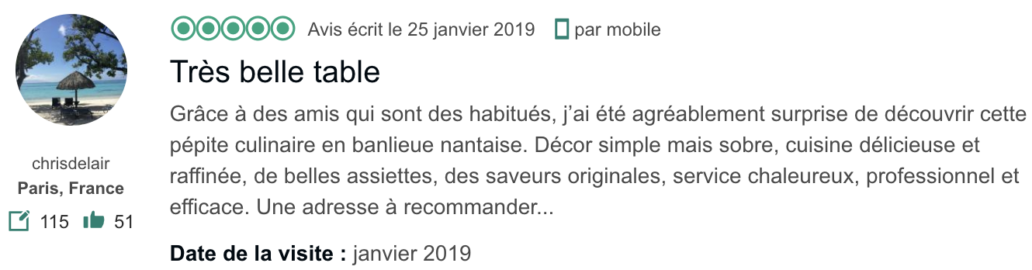 Avis écrit le 25 janvier 2019 par mobile
Très belle table
Grâce à des amis qui sont des habitués, j’ai été agréablement surprise de découvrir cette
pépite culinaire en banlieue nantaise. Décor simple mais sobre, cuisine délicieuse et
raffinée, de belles assiettes, des saveurs originales, service chaleureux, professionnel et
efficace. Une adresse à recommander...
Date de la visite : janvier 2019
chrisdelair
Paris, France
115 51